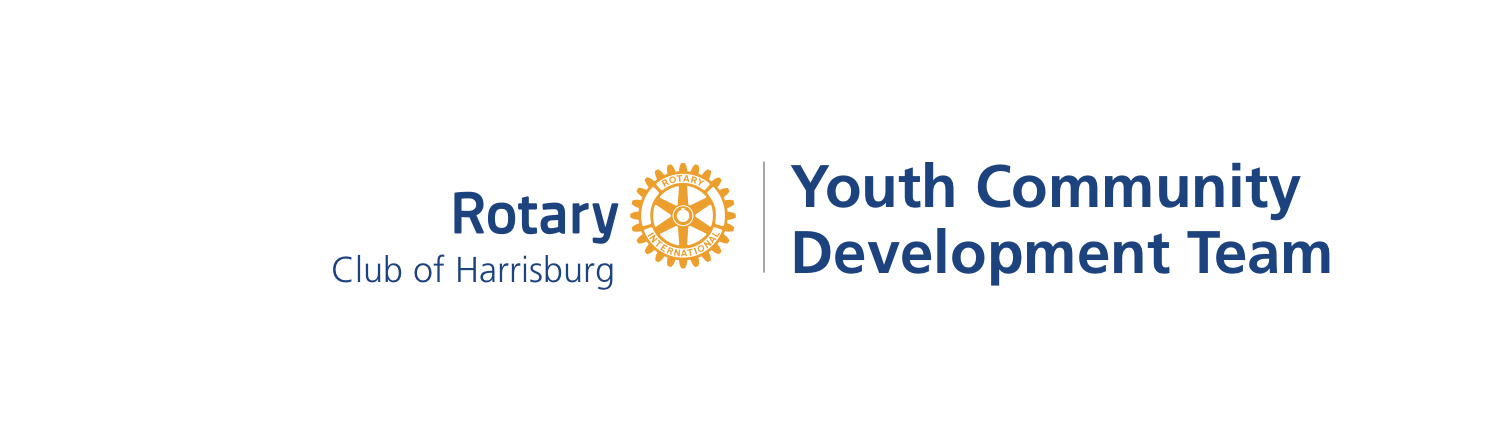 Rotary
Club of Harrisburg
ROTARY
INTERNATIONAL
Youth Community
Development Team